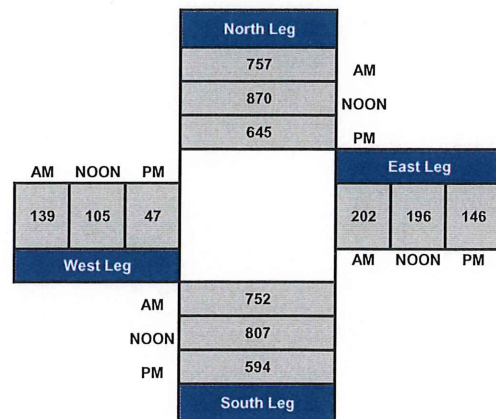 North Leg
757 AM
870 NOON
645 PM
AM NOON PM
East Leg
139 105 47
202 196 146
West Leg
AM NOON PM
AM 752
NOON 807
PM 594
South Leg